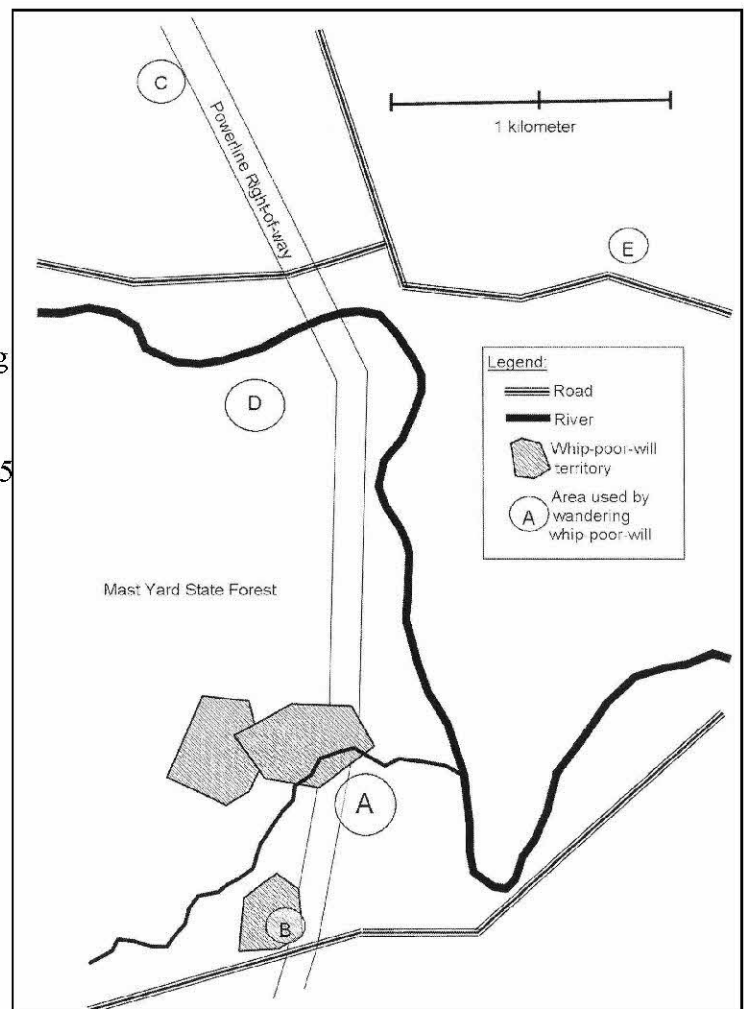 C
Powerline Right-of-way
1 kilometer
E
g
D
5
Legend:
Road
River
Whip-poor-will
territory
A
Area used by
wandering
whip-poor-will
Mast Yard State Forest
A
B